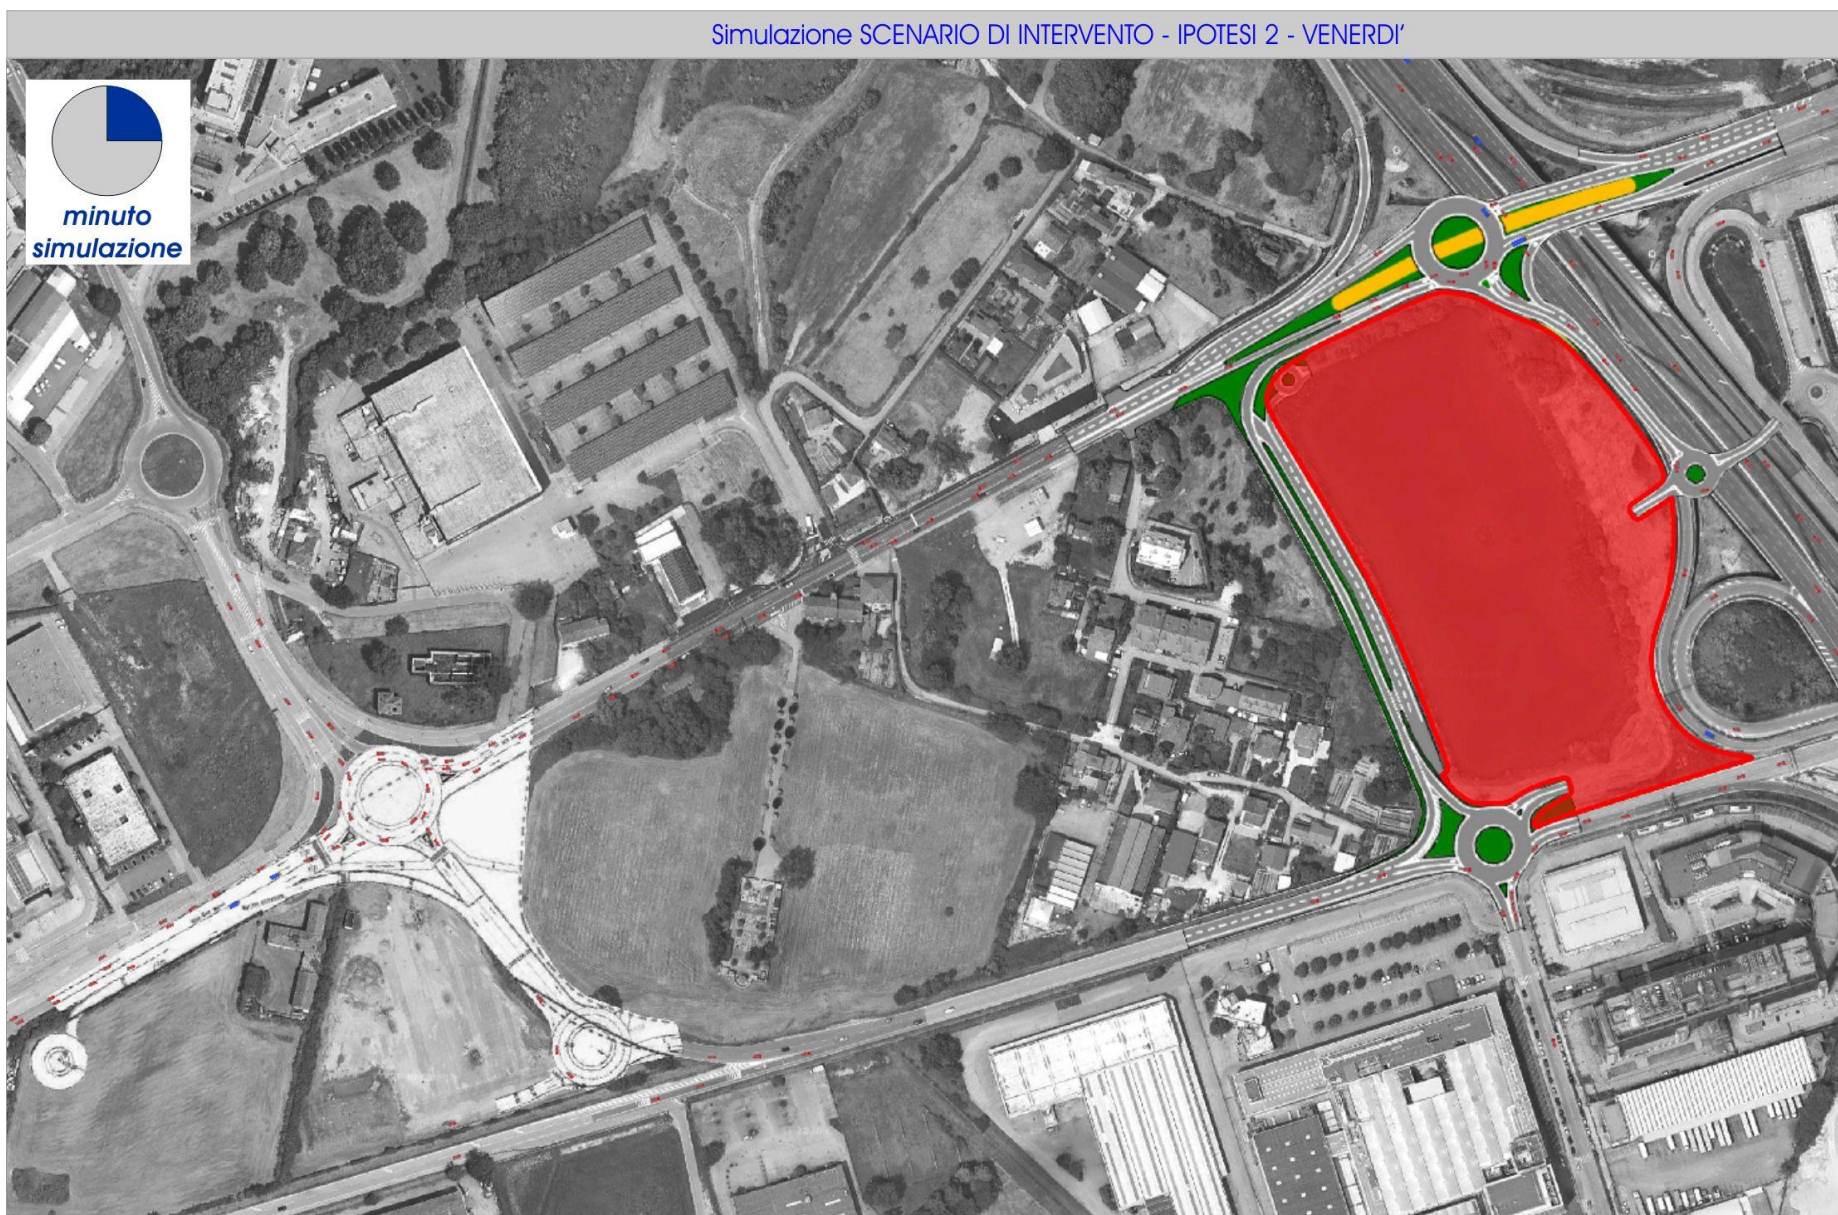 Simulazione SCENARIO DI INTERVENTO - IPOTESI 2 - VENERDI'
minuto
simulazione